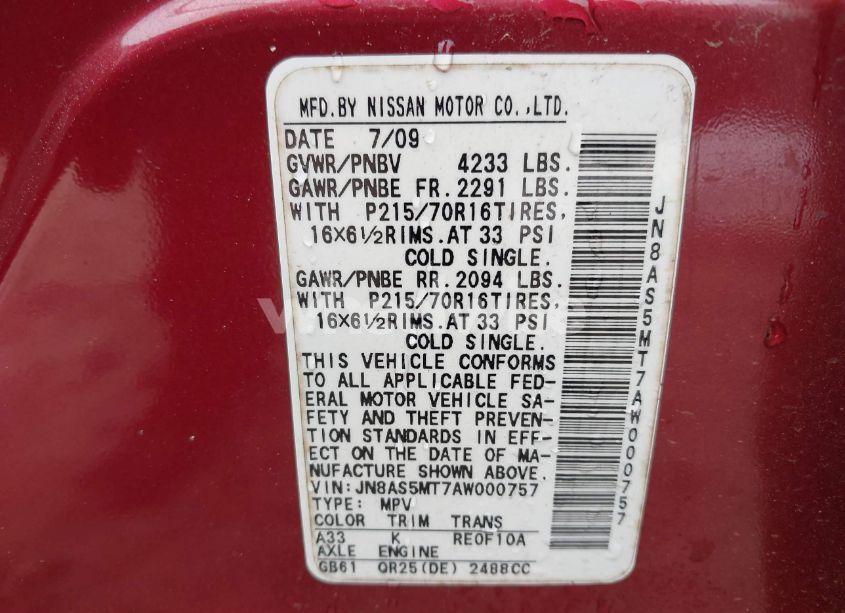 MFD.BY NISSAN MOTOR CO.,LTD.
DATE 7/09
GVWR/PNBV 4233 LBS.
GAWR/PNBE FR.2291 LBS.
WITH P215/70R16TIRES,
16X6½RIMS.AT 33 PSI
COLD SINGLE.
GAWR/PNBE RR.2094 LBS.
WITH P215/70R16TIRES,
16X6½RIMS.AT 33 PSI
COLD SINGLE.
THIS VEHICLE CONFORMS
TO ALL APPLICABLE FED-
ERAL MOTOR VEHICLE SA-
FETY AND THEFT PREVEN-
TION STANDARDS IN EFF-
ECT ON THE DATE OF MA-
NUFACTURE SHOWN ABOVE.
VIN:JN8AS5MT7AW000757
TYPE: MPV
COLOR TRIM TRANS
A33 K RE0F10A
AXLE ENGINE
GB61 QR25(DE) 2488CC
JN8AS5MT7AW000757